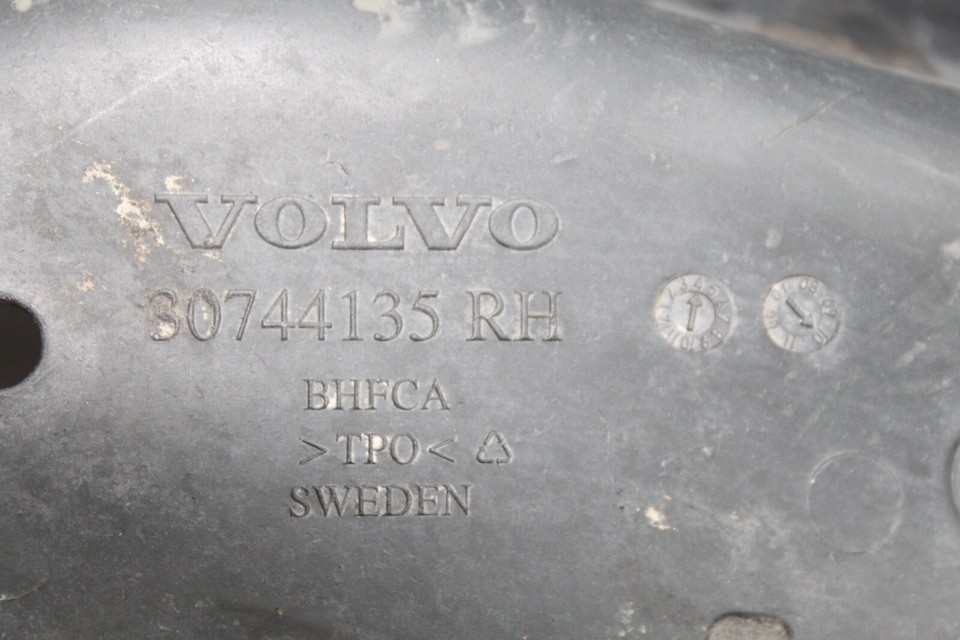 VOLVO
30744135 RH
BHFCA
>TPO<
SWEDEN